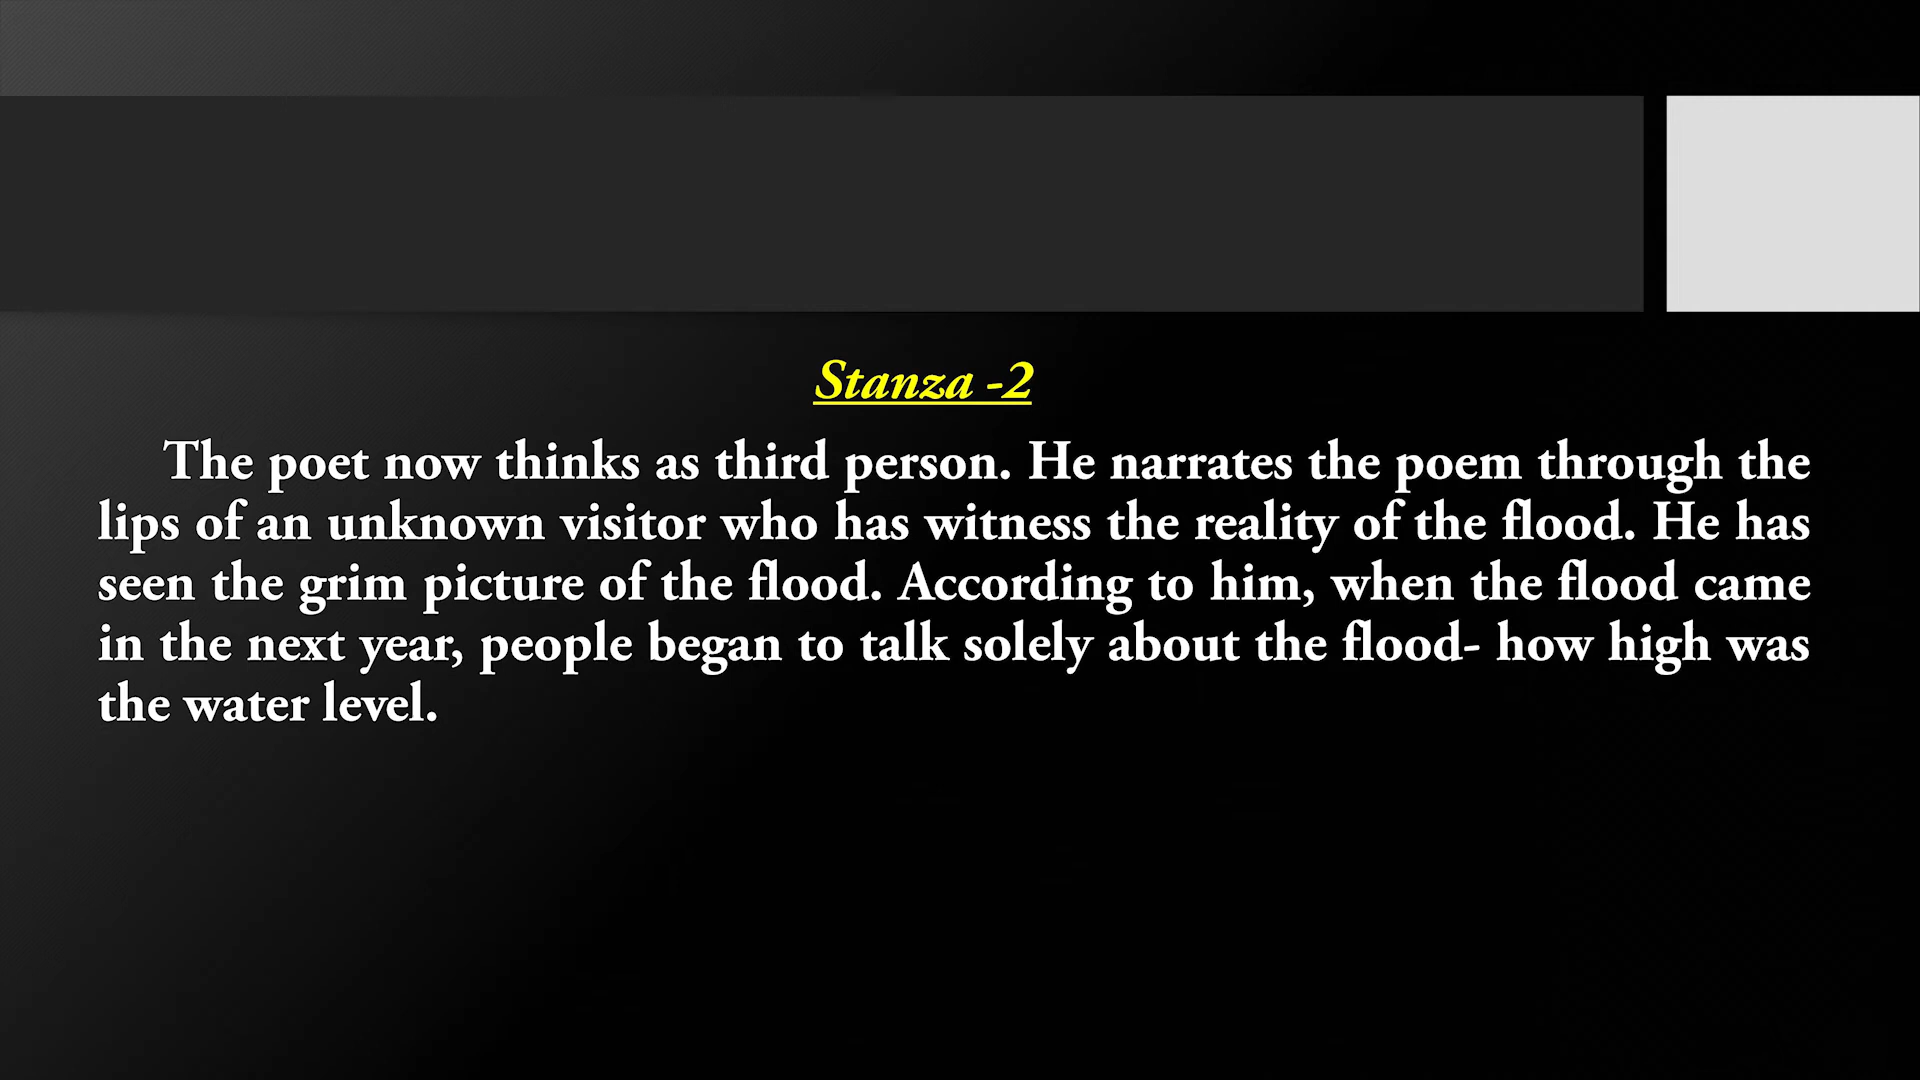 Stanza -2
The poet now thinks as third person. He narrates the poem through the
lips of an unknown visitor who has witness the reality of the flood. He has
seen the grim picture of the flood. According to him, when the flood came
in the next year, people began to talk solely about the flood- how high was
the water level.